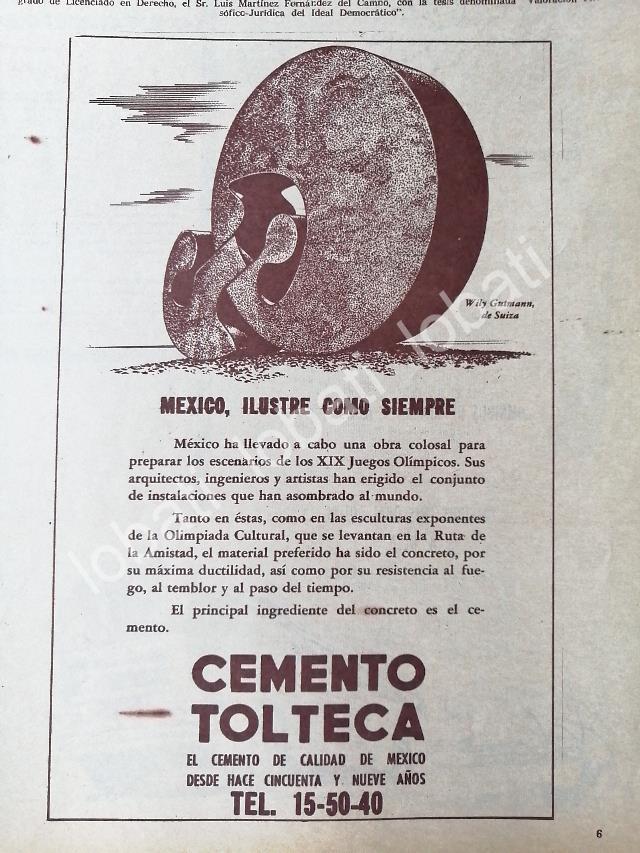 grado de Licenciado en Derecho, el Sr. Luis Martínez Fernández del Campo, con la tesis denominada
sófico-Jurídica del Ideal Democrático".
Wily Gutmann,
de Suiza
MEXICO, ILUSTRE COMO SIEMPRE
México ha llevado a cabo una obra colosal para
preparar los escenarios de los XIX Juegos Olímpicos. Sus
arquitectos, ingenieros y artistas han erigido el conjunto
de instalaciones que han asombrado al mundo.
Tanto en éstas, como en las esculturas exponentes
de la Olimpiada Cultural, que se levantan en la Ruta de
la Amistad, el material preferido ha sido el concreto, por
su máxima ductilidad, así como por su resistencia al fue-
go, al temblor y al paso del tiempo.
El principal ingrediente del concreto es el ce-
mento.
CEMENTO
TOLTECA
EL CEMENTO DE CALIDAD DE MEXICO
DESDE HACE CINCUENTA Y NUEVE AÑOS
TEL. 15-50-40
6
lobati lobati
lobati lobati